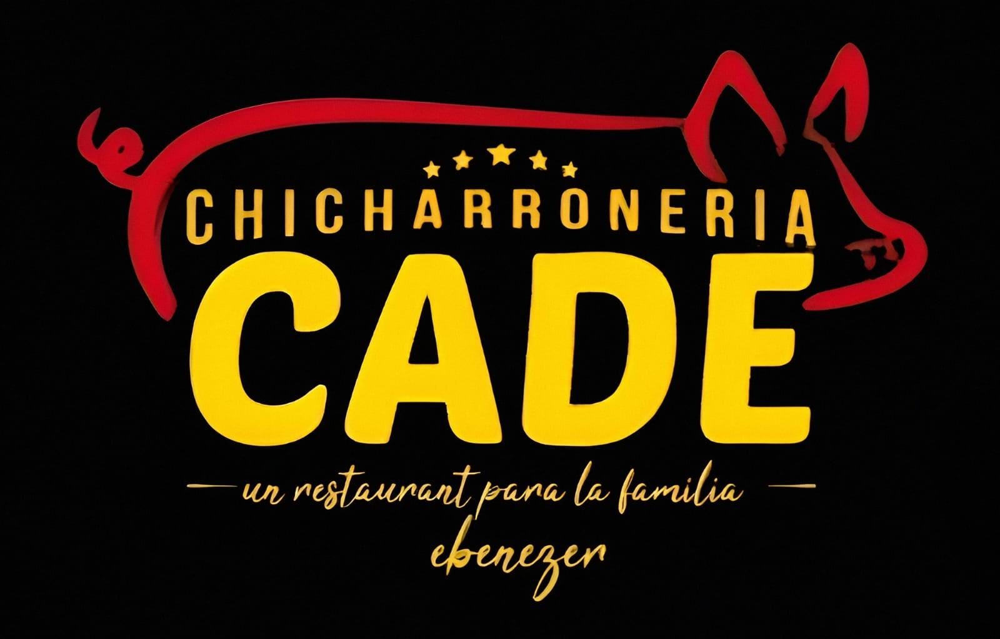 CHICHARRONERIA
CADE
un restaurant para la familia
ebenezer